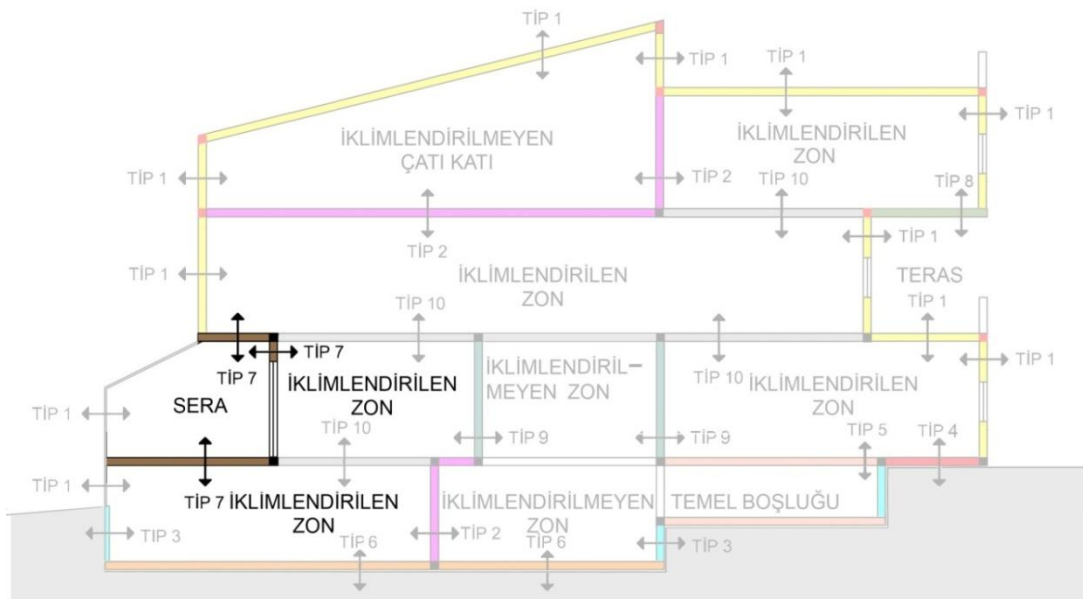 TİP 1
TİP 1
TİP 1
TİP 1
İKLİMLENDİRİLMEYEN
ÇATI KATI
İKLİMLENDİRİLEN
ZON
TİP 1
TİP 2
TİP 10
TİP 8
TİP 2
TİP 1
TİP 1
İKLİMLENDİRİLEN
ZON
TERAS
TİP 10
TİP 1
TİP 7
TİP 7
İKLİMLENDİRİLEN
ZON
İKLİMLENDİRİL–
MEYEN ZON
TİP 10
İKLİMLENDİRİLEN
ZON
TİP 1
SERA
TİP 1
TİP 10
TİP 9
TİP 9
TİP 5
TİP 4
TİP 1
TİP 7
İKLİMLENDİRİLEN
ZON
İKLİMLENDİRİLMEYEN
ZON
TEMEL BOŞLUĞU
TIP 3
TİP 6
TİP 2
TİP 6
TİP 3